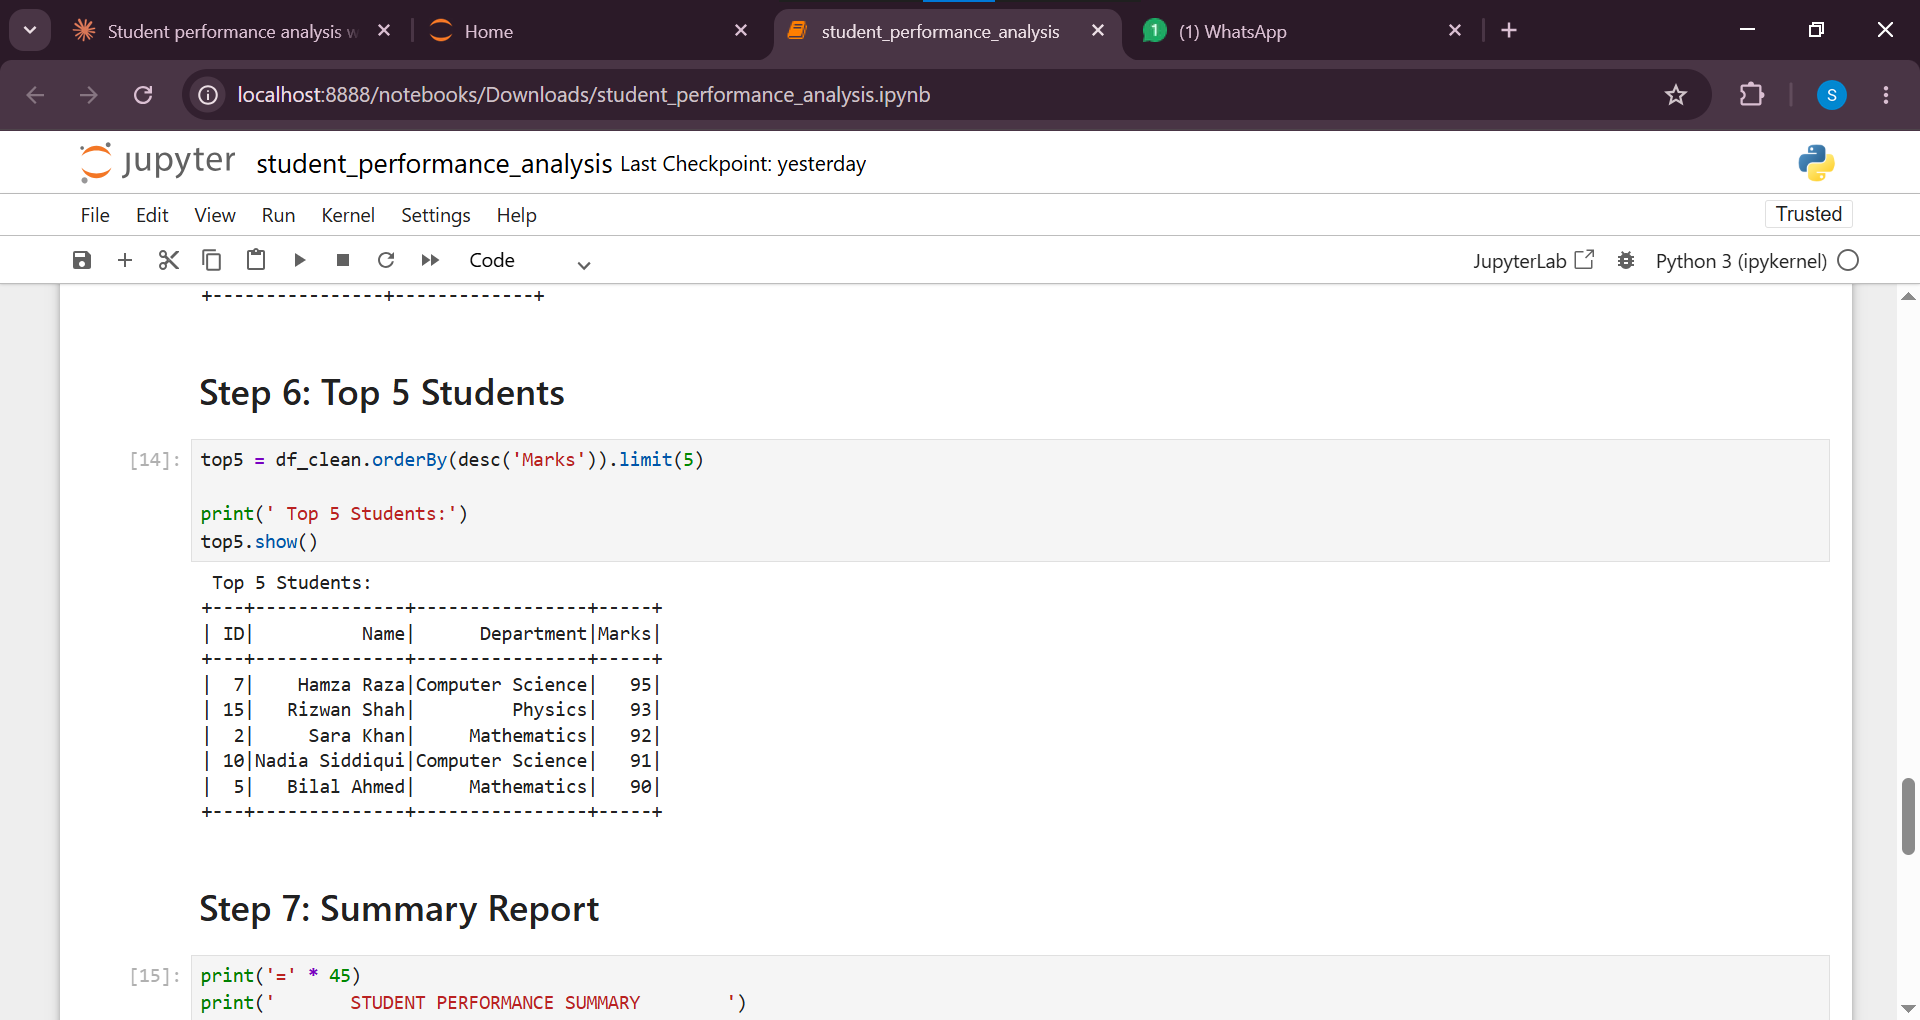 Student performance analysis w
Home
student_performance_analysis
1 (1) WhatsApp
localhost:8888/notebooks/Downloads/student_performance_analysis.ipynb
S
jupyter student_performance_analysis Last Checkpoint: yesterday
File Edit View Run Kernel Settings Help
Trusted
Code
JupyterLab
Python 3 (ipykernel)
+----------------+-------------+
Step 6: Top 5 Students
[14]: top5 = df_clean.orderBy(desc('Marks')).limit(5)
print(' Top 5 Students:')
top5.show()
 Top 5 Students:
+---+--------------+----------------+-----+
| ID|          Name|      Department|Marks|
+---+--------------+----------------+-----+
|  7|    Hamza Raza|Computer Science|   95|
| 15|   Rizwan Shah|         Physics|   93|
|  2|     Sara Khan|     Mathematics|   92|
| 10|Nadia Siddiqui|Computer Science|   91|
|  5|   Bilal Ahmed|     Mathematics|   90|
+---+--------------+----------------+-----+
Step 7: Summary Report
[15]: print('=' * 45)
print('       STUDENT PERFORMANCE SUMMARY        ')